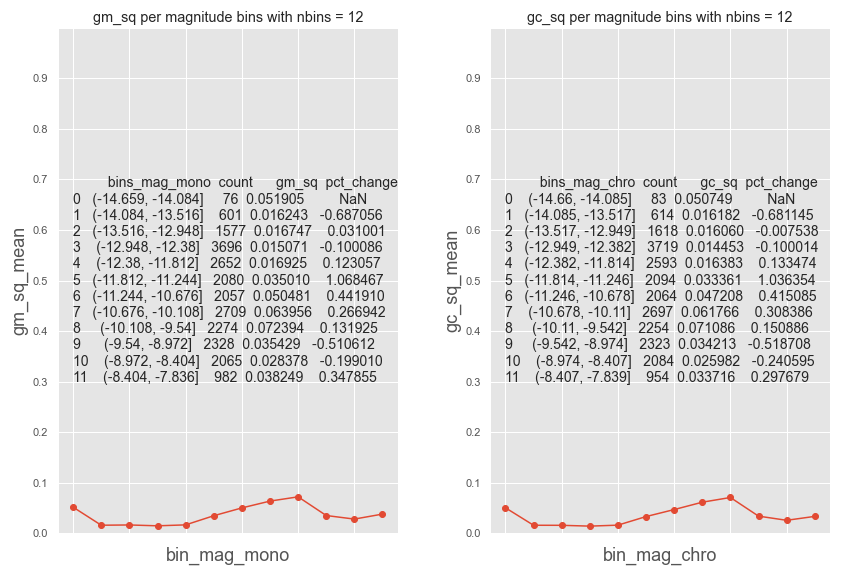 gm_sq per magnitude bins with nbins = 12
0.9
0.8
0.7
0.6
0.5
0.4
0.3
0.2
0.1
0.0
gm_sq_mean
bins_mag_mono count gm_sq pct_change
0 (-14.659, -14.084] 76 0.051905 NaN
1 (-14.084, -13.516] 601 0.016243 -0.687056
2 (-13.516, -12.948] 1577 0.016747 0.031001
3 (-12.948, -12.38] 3696 0.015071 -0.100086
4 (-12.38, -11.812] 2652 0.016925 0.123057
5 (-11.812, -11.244] 2080 0.035010 1.068467
6 (-11.244, -10.676] 2057 0.050481 0.441910
7 (-10.676, -10.108] 2709 0.063956 0.266942
8 (-10.108, -9.54] 2274 0.072394 0.131925
9 (-9.54, -8.972] 2328 0.035429 -0.510612
10 (-8.972, -8.404] 2065 0.028378 -0.199010
11 (-8.404, -7.836] 982 0.038249 0.347855
bin_mag_mono
gc_sq per magnitude bins with nbins = 12
0.9
0.8
0.7
0.6
0.5
0.4
0.3
0.2
0.1
0.0
gc_sq_mean
bins_mag_chro count gc_sq pct_change
0 (-14.66, -14.085] 83 0.050749 NaN
1 (-14.085, -13.517] 614 0.016182 -0.681145
2 (-13.517, -12.949] 1618 0.016060 -0.007538
3 (-12.949, -12.382] 3719 0.014453 -0.100014
4 (-12.382, -11.814] 2593 0.016383 0.133474
5 (-11.814, -11.246] 2094 0.033361 1.036354
6 (-11.246, -10.678] 2064 0.047208 0.415085
7 (-10.678, -10.11] 2697 0.061766 0.308386
8 (-10.11, -9.542] 2254 0.071086 0.150886
9 (-9.542, -8.974] 2323 0.034213 -0.518708
10 (-8.974, -8.407] 2084 0.025982 -0.240595
11 (-8.407, -7.839] 954 0.033716 0.297679
bin_mag_chro